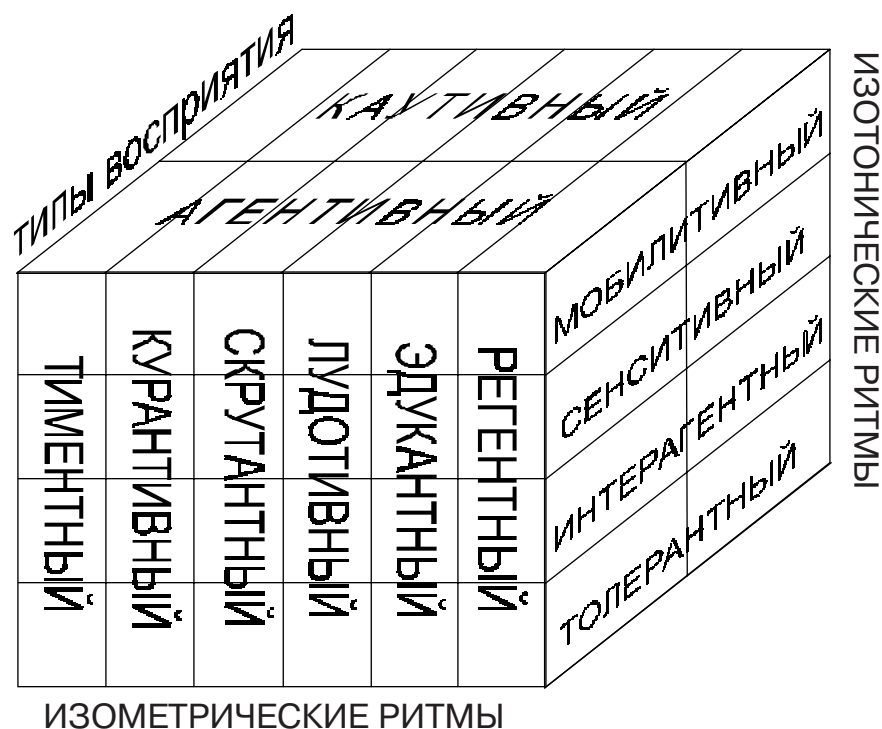 ТИПЫ ВОСПРИЯТИЯ
КАУТИВНЫЙ
АГЕНТИВНЫЙ
ИЗОТОНИЧЕСКИЕ РИТМЫ
МОБИЛИТИВНЫЙ
СЕНСИТИВНЫЙ
ИНТЕРАГЕНТНЫЙ
ТОЛЕРАНТНЫЙ
ТИМЕНТНЫЙ
КУРАНТИВНЫЙ
СКРУТАНТНЫЙ
ЛУДОТИВНЫЙ
ЭДУКАНТНЫЙ
РЕГЕНТНЫЙ
ИЗОМЕТРИЧЕСКИЕ РИТМЫ